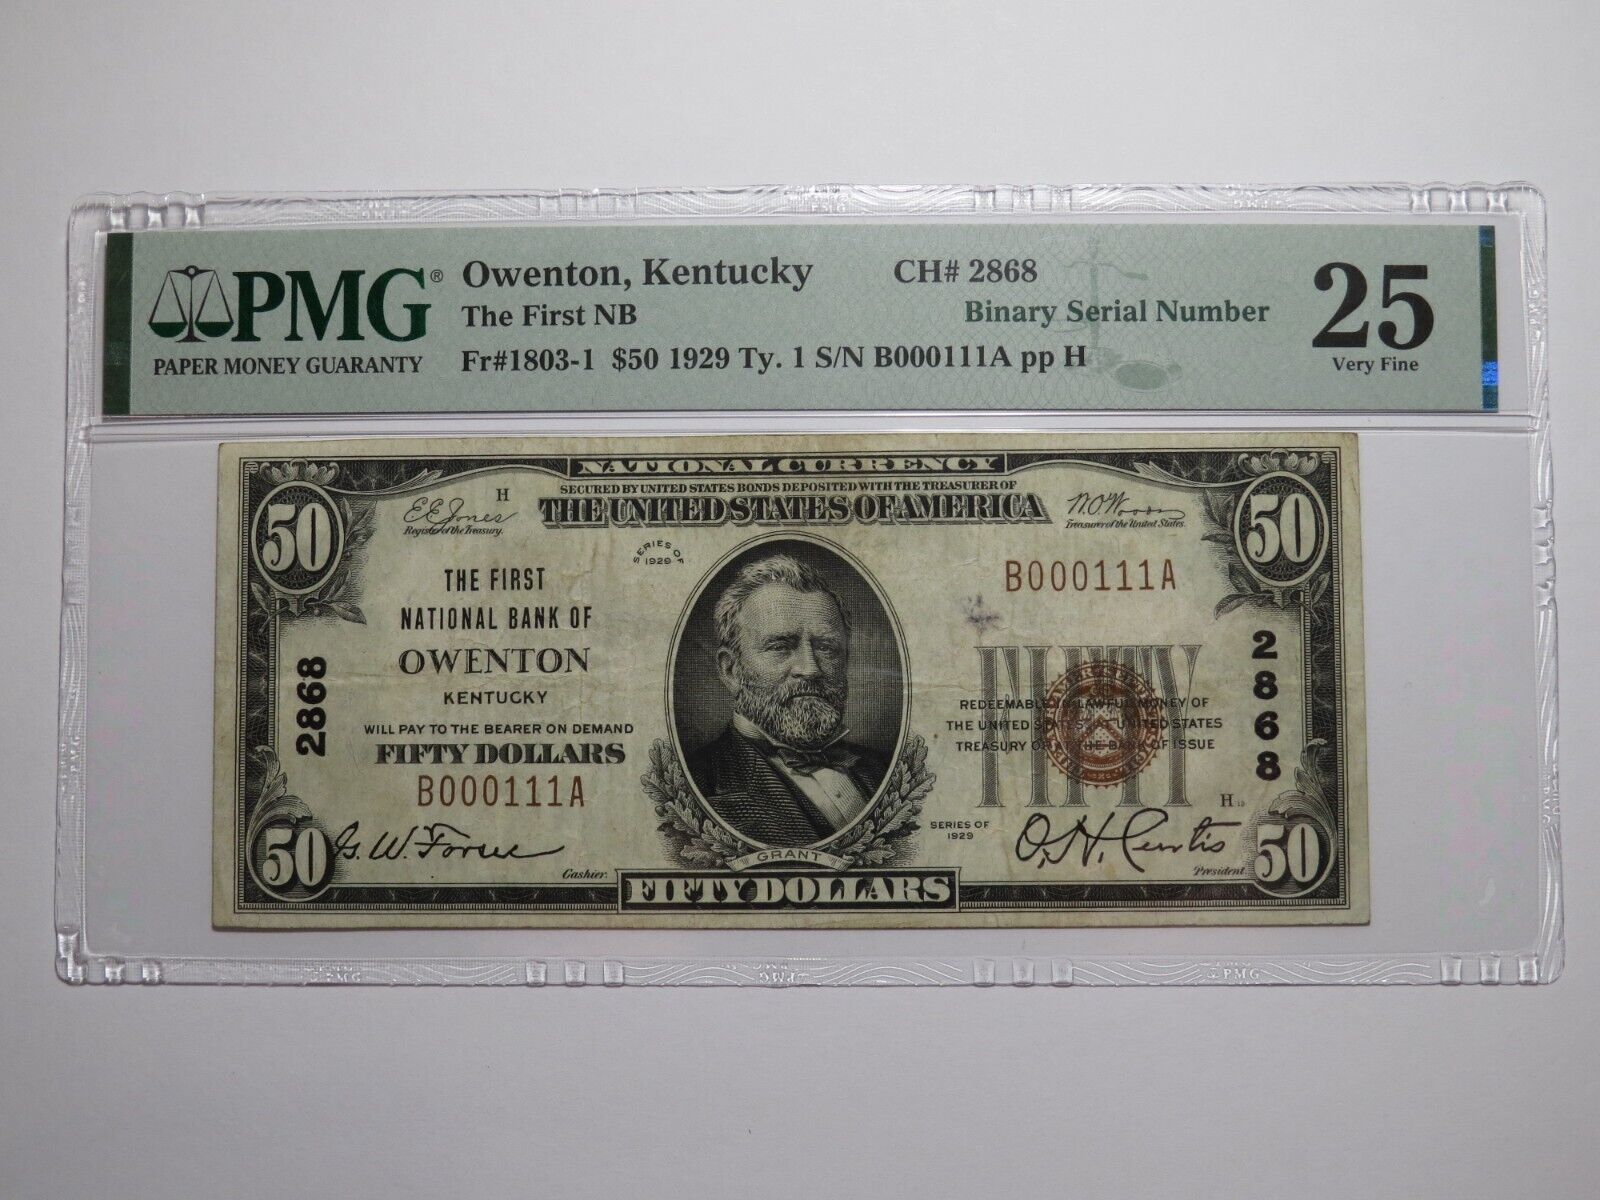 PMG®
PAPER MONEY GUARANTY
Owenton, Kentucky CH# 2868
The First NB Binary Serial Number
Fr#1803-1 $50 1929 Ty. 1 S/N B000111A pp H
25
Very Fine
NATIONAL CURRENCY
SECURED BY UNITED STATES BONDS DEPOSITED WITH THE TREASURER OF
THE UNITED STATES OF AMERICA
50
H
E E Jones
Register of the Treasury.
W.O. Woods
Treasurer of the United States.
50
SERIES OF
1929
B000111A
THE FIRST
NATIONAL BANK OF
OWENTON
KENTUCKY
WILL PAY TO THE BEARER ON DEMAND
FIFTY DOLLARS
B000111A
2868
FIFTY
REDEEMABLE IN LAWFUL MONEY OF
THE UNITED STATES AT UNITED STATES
TREASURY OR AT THE BANK OF ISSUE
2868
H
SERIES OF
1929
50
Cashier.
GRANT
O. H. Curtis
President
50
FIFTY DOLLARS
PMG